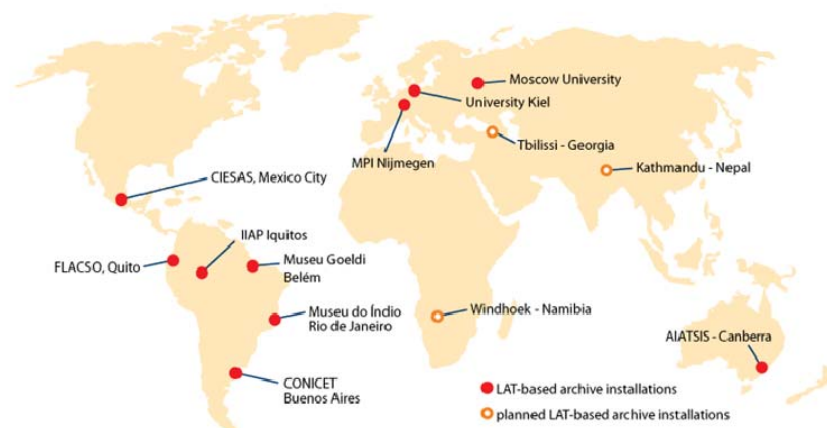 Moscow University
University Kiel
MPI Nijmegen
Tbilissi - Georgia
Kathmandu - Nepal
CIESAS, Mexico City
IIAP Iquitos
FLACSO, Quito
Museu Goeldi
Belém
Museu do Índio
Rio de Janeiro
Windhoek - Namibia
AIATSIS - Canberra
CONICET
Buenos Aires
LAT-based archive installations
planned LAT-based archive installations